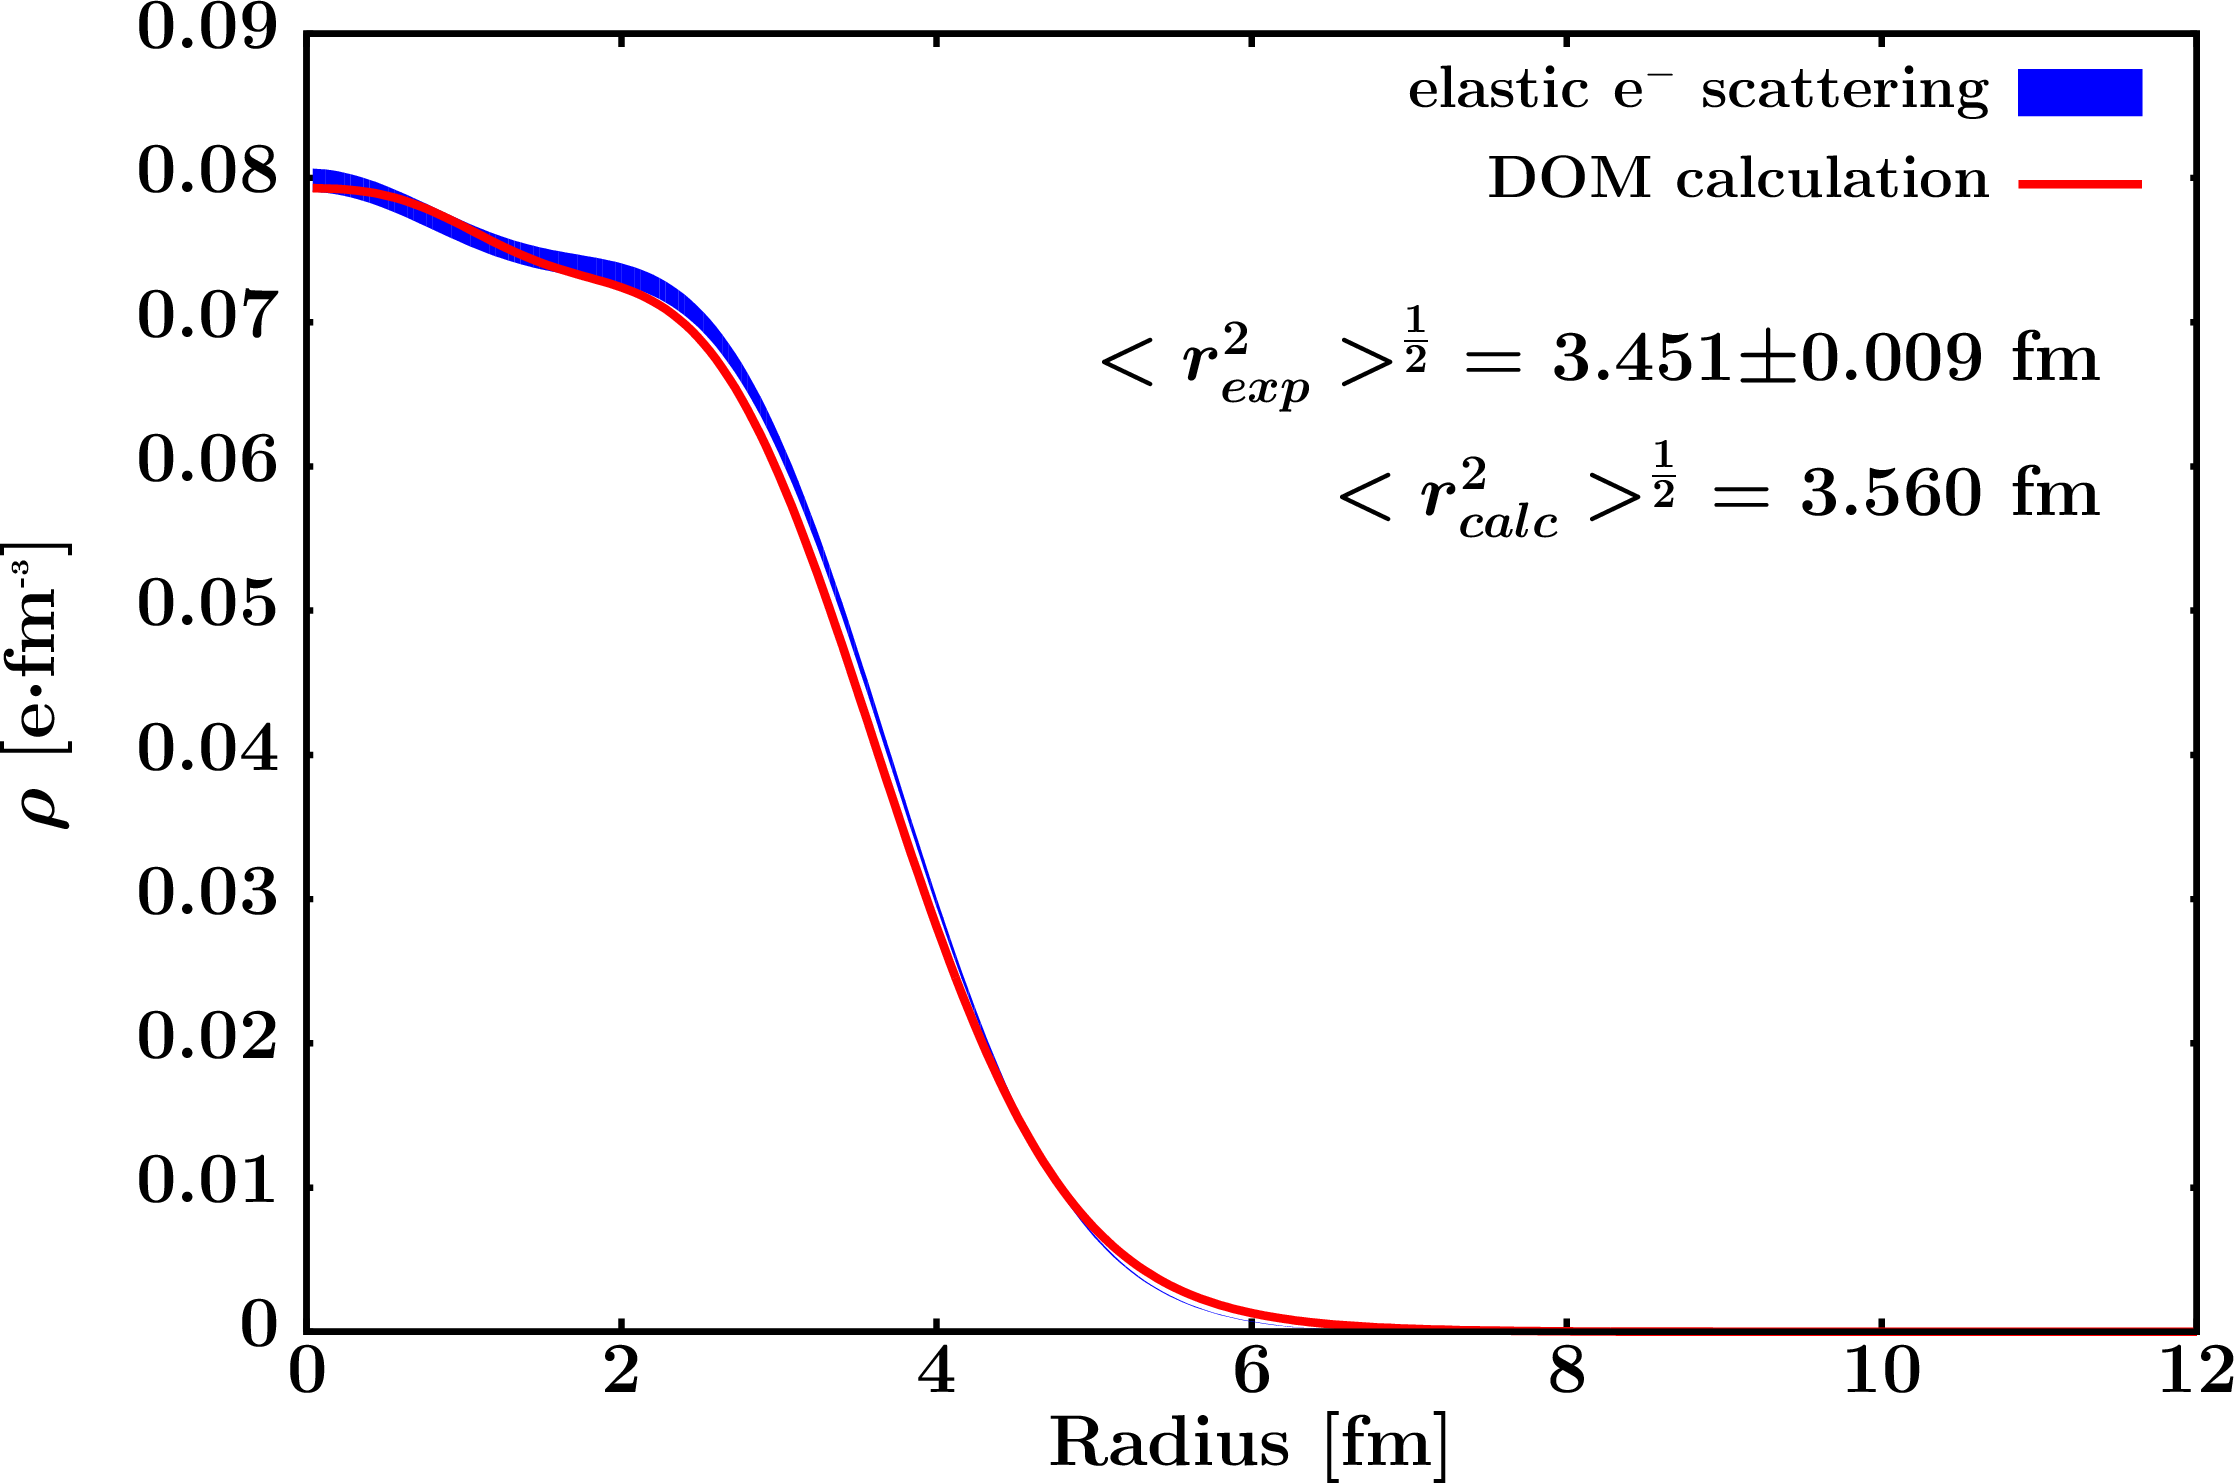 0.09
0.08
0.07
0.06
0.05
0.04
0.03
0.02
0.01
0
ρ [e·fm⁻³]
elastic e⁻ scattering
DOM calculation
< r²ₑₓₚ >^½ = 3.451±0.009 fm
< r²_calc >^½ = 3.560 fm
0 2 4 6 8 10 12
Radius [fm]